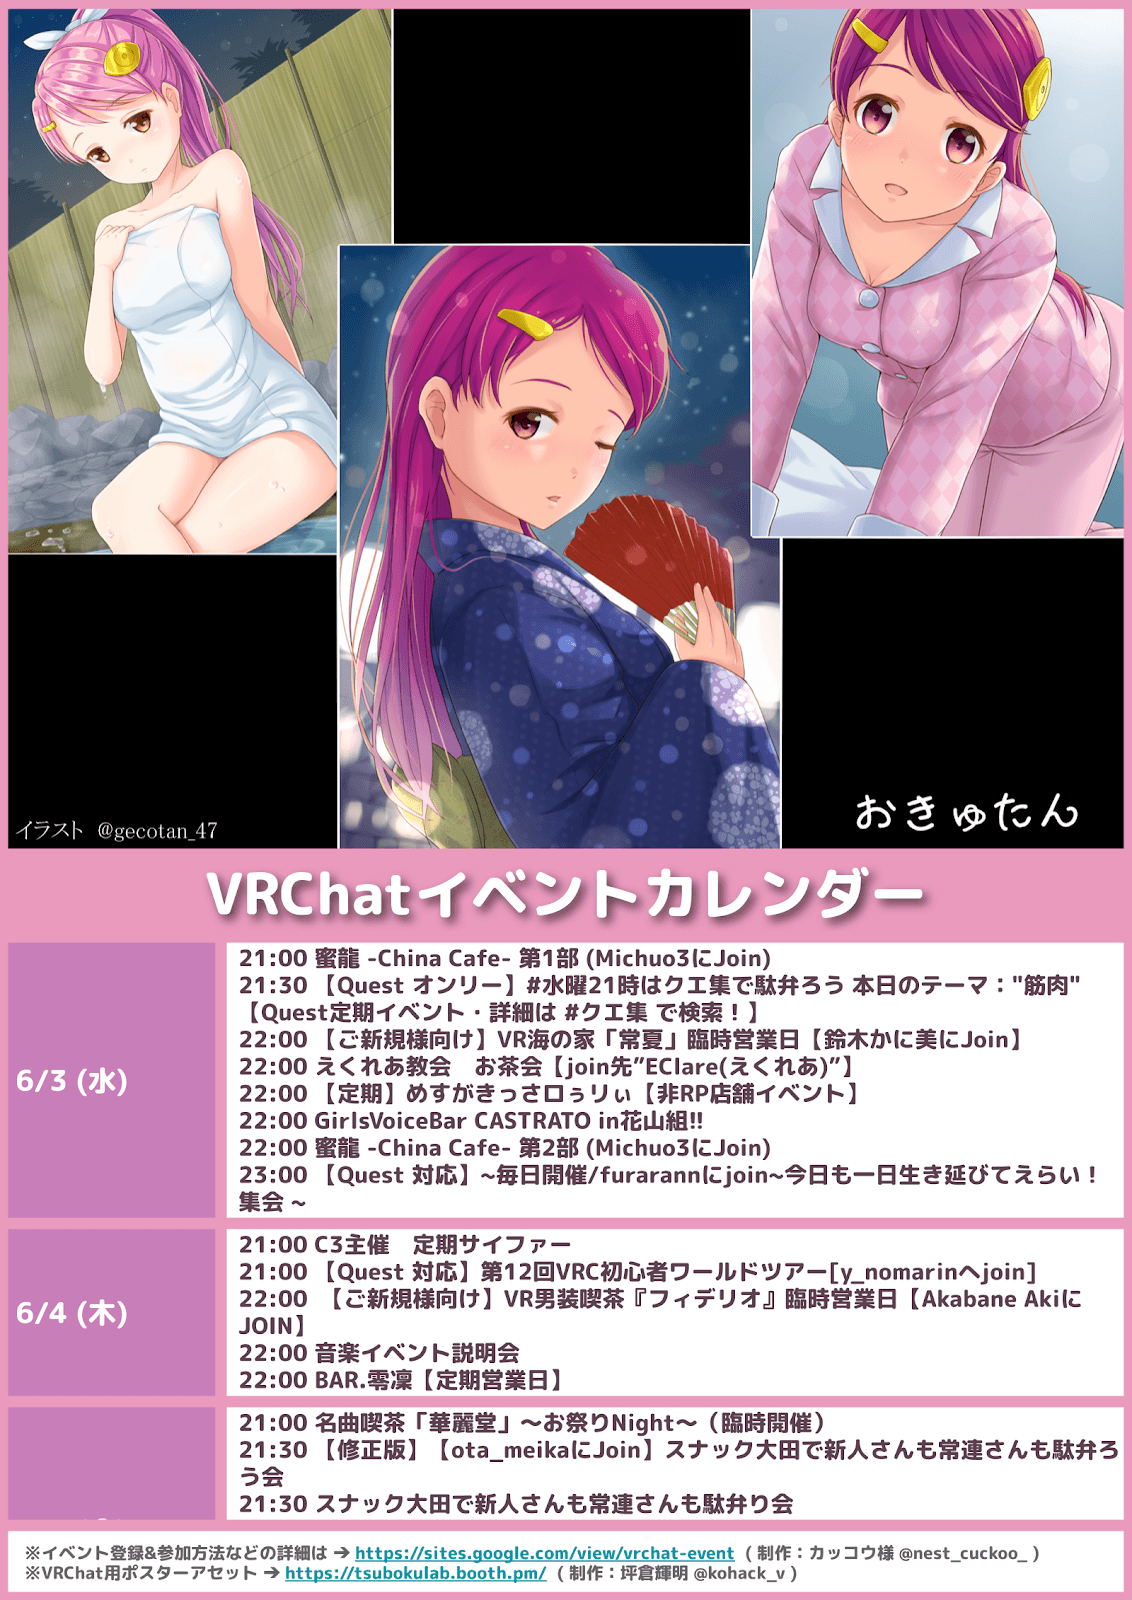 イラスト @gecotan_47
おきゅたん
VRChatイベントカレンダー
6/3 (水)
21:00 蜜龍 -China Cafe- 第1部 (Michuo3にJoin)
21:30 【Quest オンリー】#水曜21時はクエ集で駄弁ろう 本日のテーマ："筋肉"
【Quest定期イベント・詳細は #クエ集 で検索！】
22:00 【ご新規様向け】VR海の家「常夏」臨時営業日【鈴木かに美にJoin】
22:00 えくれあ教会　お茶会【join先”EClare(えくれあ)”】
22:00 【定期】めすがきっさロぅリぃ【非RP店舗イベント】
22:00 GirlsVoiceBar CASTRATO in花山組!!
22:00 蜜龍 -China Cafe- 第2部 (Michuo3にJoin)
23:00 【Quest 対応】~毎日開催/furarannにjoin~今日も一日生き延びてえらい！
集会 ~
6/4 (木)
21:00 C3主催　定期サイファー
21:00 【Quest 対応】第12回VRC初心者ワールドツアー[y_nomarinへjoin]
22:00 【ご新規様向け】VR男装喫茶『フィデリオ』臨時営業日【Akabane Akiに
JOIN】
22:00 音楽イベント説明会
22:00 BAR.零凜【定期営業日】
21:00 名曲喫茶「華麗堂」～お祭りNight～（臨時開催）
21:30 【修正版】【ota_meikaにJoin】スナック大田で新人さんも常連さんも駄弁ろ
う会
21:30 スナック大田で新人さんも常連さんも駄弁り会
※イベント登録&参加方法などの詳細は ➔ https://sites.google.com/view/vrchat-event （ 制作：カッコウ様 @nest_cuckoo_ ）
※VRChat用ポスターアセット ➔ https://tsubokulab.booth.pm/ （ 制作：坪倉輝明 @kohack_v ）